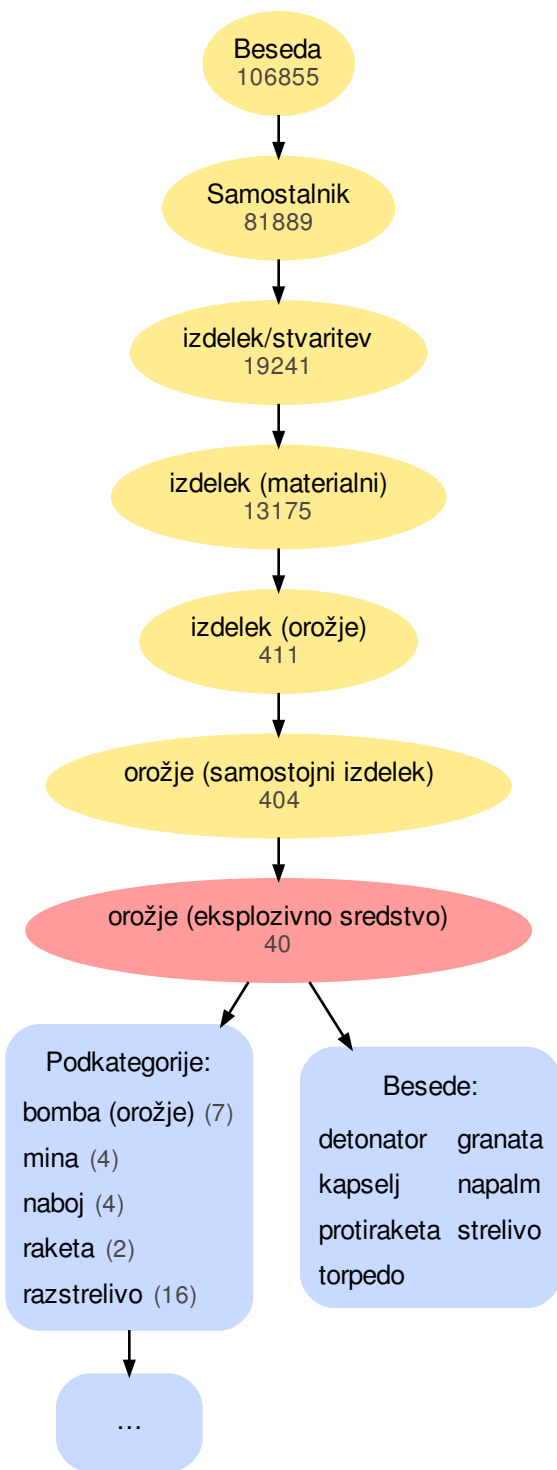 Beseda
106855
Samostalnik
81889
izdelek/stvaritev
19241
izdelek (materialni)
13175
izdelek (orožje)
411
orožje (samostojni izdelek)
404
orožje (eksplozivno sredstvo)
40
Podkategorije:
bomba (orožje) (7)
mina (4)
naboj (4)
raketa (2)
razstrelivo (16)
...
Besede:
detonator granata
kapselj napalm
protiraketa strelivo
torpedo